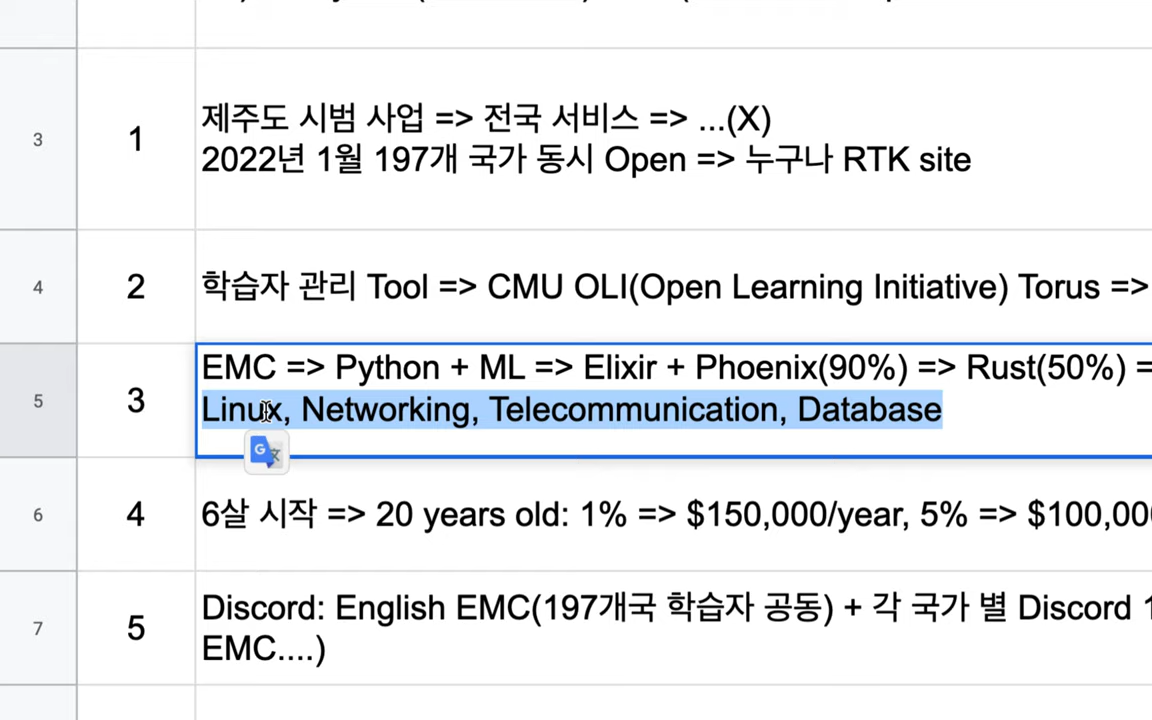 3
1
제주도 시범 사업 => 전국 서비스 => ...(X)
2022년 1월 197개 국가 동시 Open => 누구나 RTK site
4
2
학습자 관리 Tool => CMU OLI(Open Learning Initiative) Torus =>
5
3
EMC => Python + ML => Elixir + Phoenix(90%) => Rust(50%) =
Linux, Networking, Telecommunication, Database
6
4
6살 시작 => 20 years old: 1% => $150,000/year, 5% => $100,00
7
5
Discord: English EMC(197개국 학습자 공동) + 각 국가 별 Discord
EMC....)